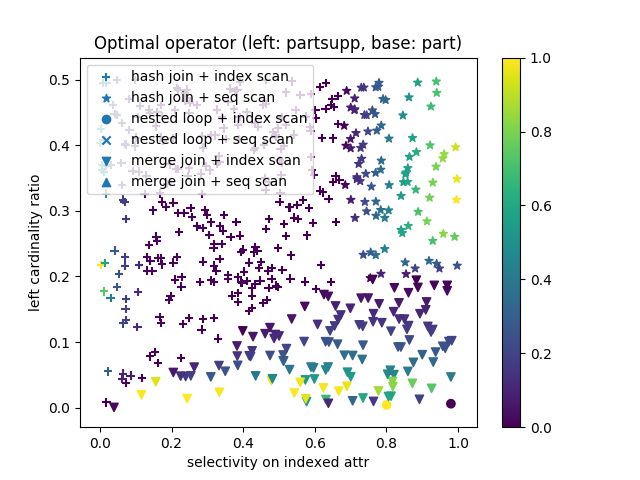 Optimal operator (left: partsupp, base: part)
hash join + index scan
hash join + seq scan
nested loop + index scan
nested loop + seq scan
merge join + index scan
merge join + seq scan
left cardinality ratio
0.5
0.4
0.3
0.2
0.1
0.0
0.0 0.2 0.4 0.6 0.8 1.0
selectivity on indexed attr
1.0
0.8
0.6
0.4
0.2
0.0